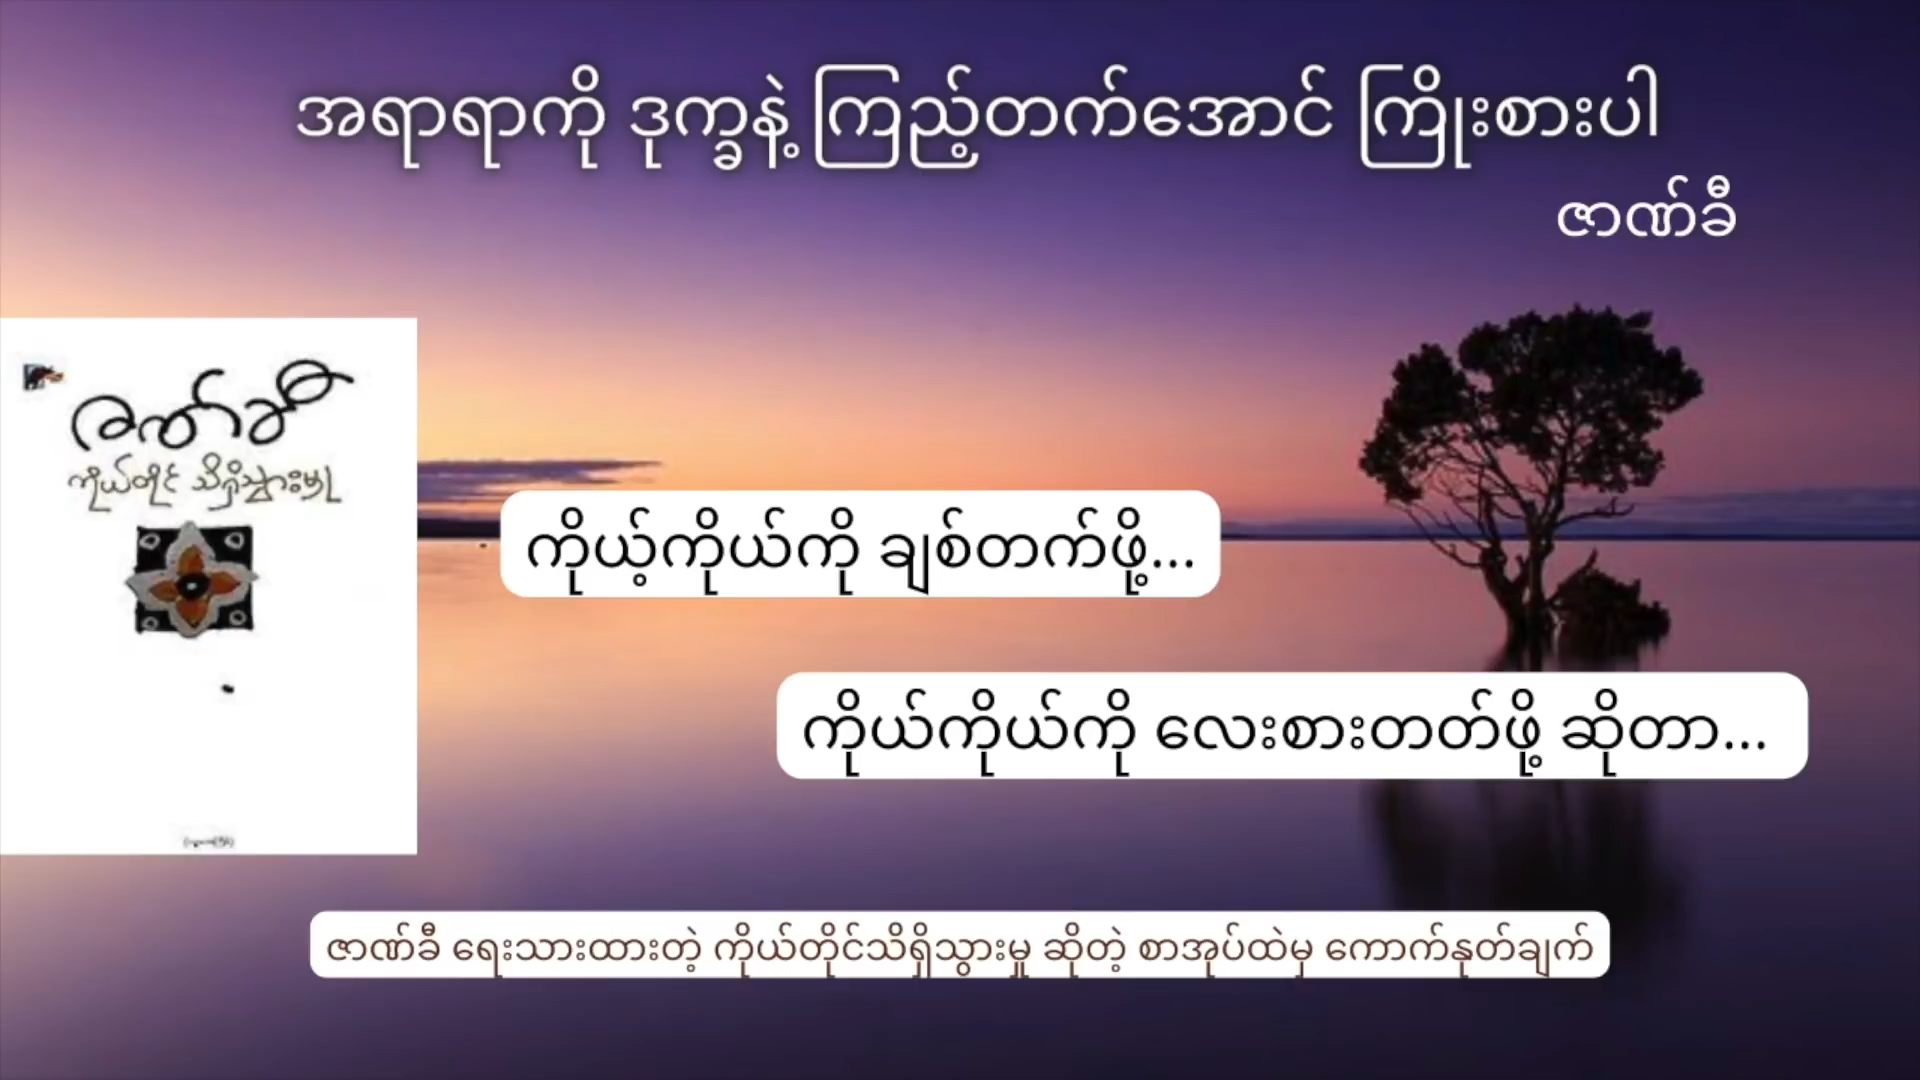 အရာရာကို ဒုက္ခနဲ့ ကြည့်တက်အောင် ကြိုးစားပါ
ဇာဏ်ခီ
ဇာဏ်ခီ
ကိုယ်တိုင် သိရှိသွားမှု
ကိုယ့်ကိုယ်ကို ချစ်တက်ဖို့...
ကိုယ်ကိုယ်ကို လေးစားတတ်ဖို့ ဆိုတာ...
ဇာဏ်ခီ ရေးသားထားတဲ့ ကိုယ်တိုင်သိရှိသွားမှု ဆိုတဲ့ စာအုပ်ထဲမှ ကောက်နုတ်ချက်